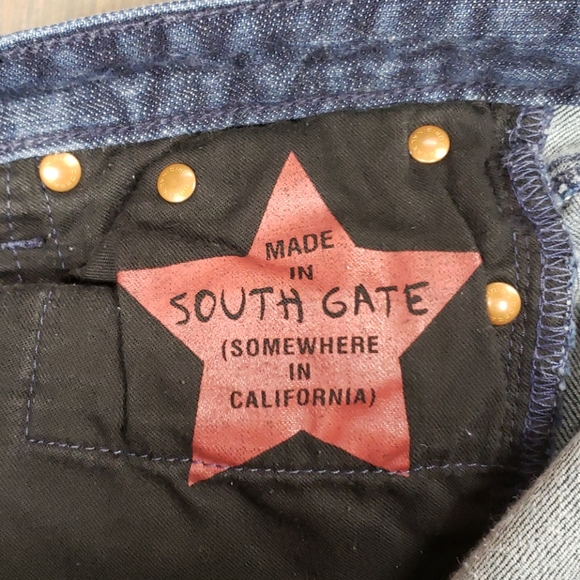 MADE
IN
SOUTH GATE
(SOMEWHERE
IN
CALIFORNIA)